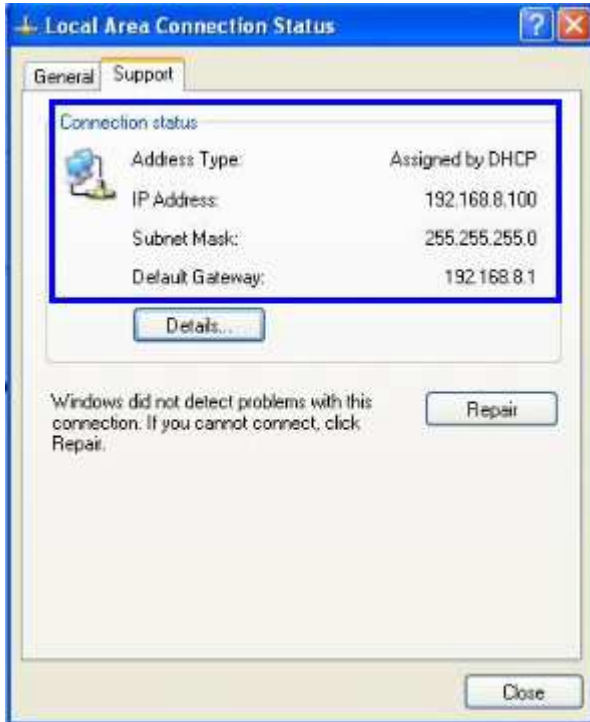 Local Area Connection Status
General Support
Connection status
Address Type: Assigned by DHCP
IP Address: 192.168.8.100
Subnet Mask: 255.255.255.0
Default Gateway: 192.168.8.1
Details...
Windows did not detect problems with this
connection. If you cannot connect, click
Repair.
Repair
Close